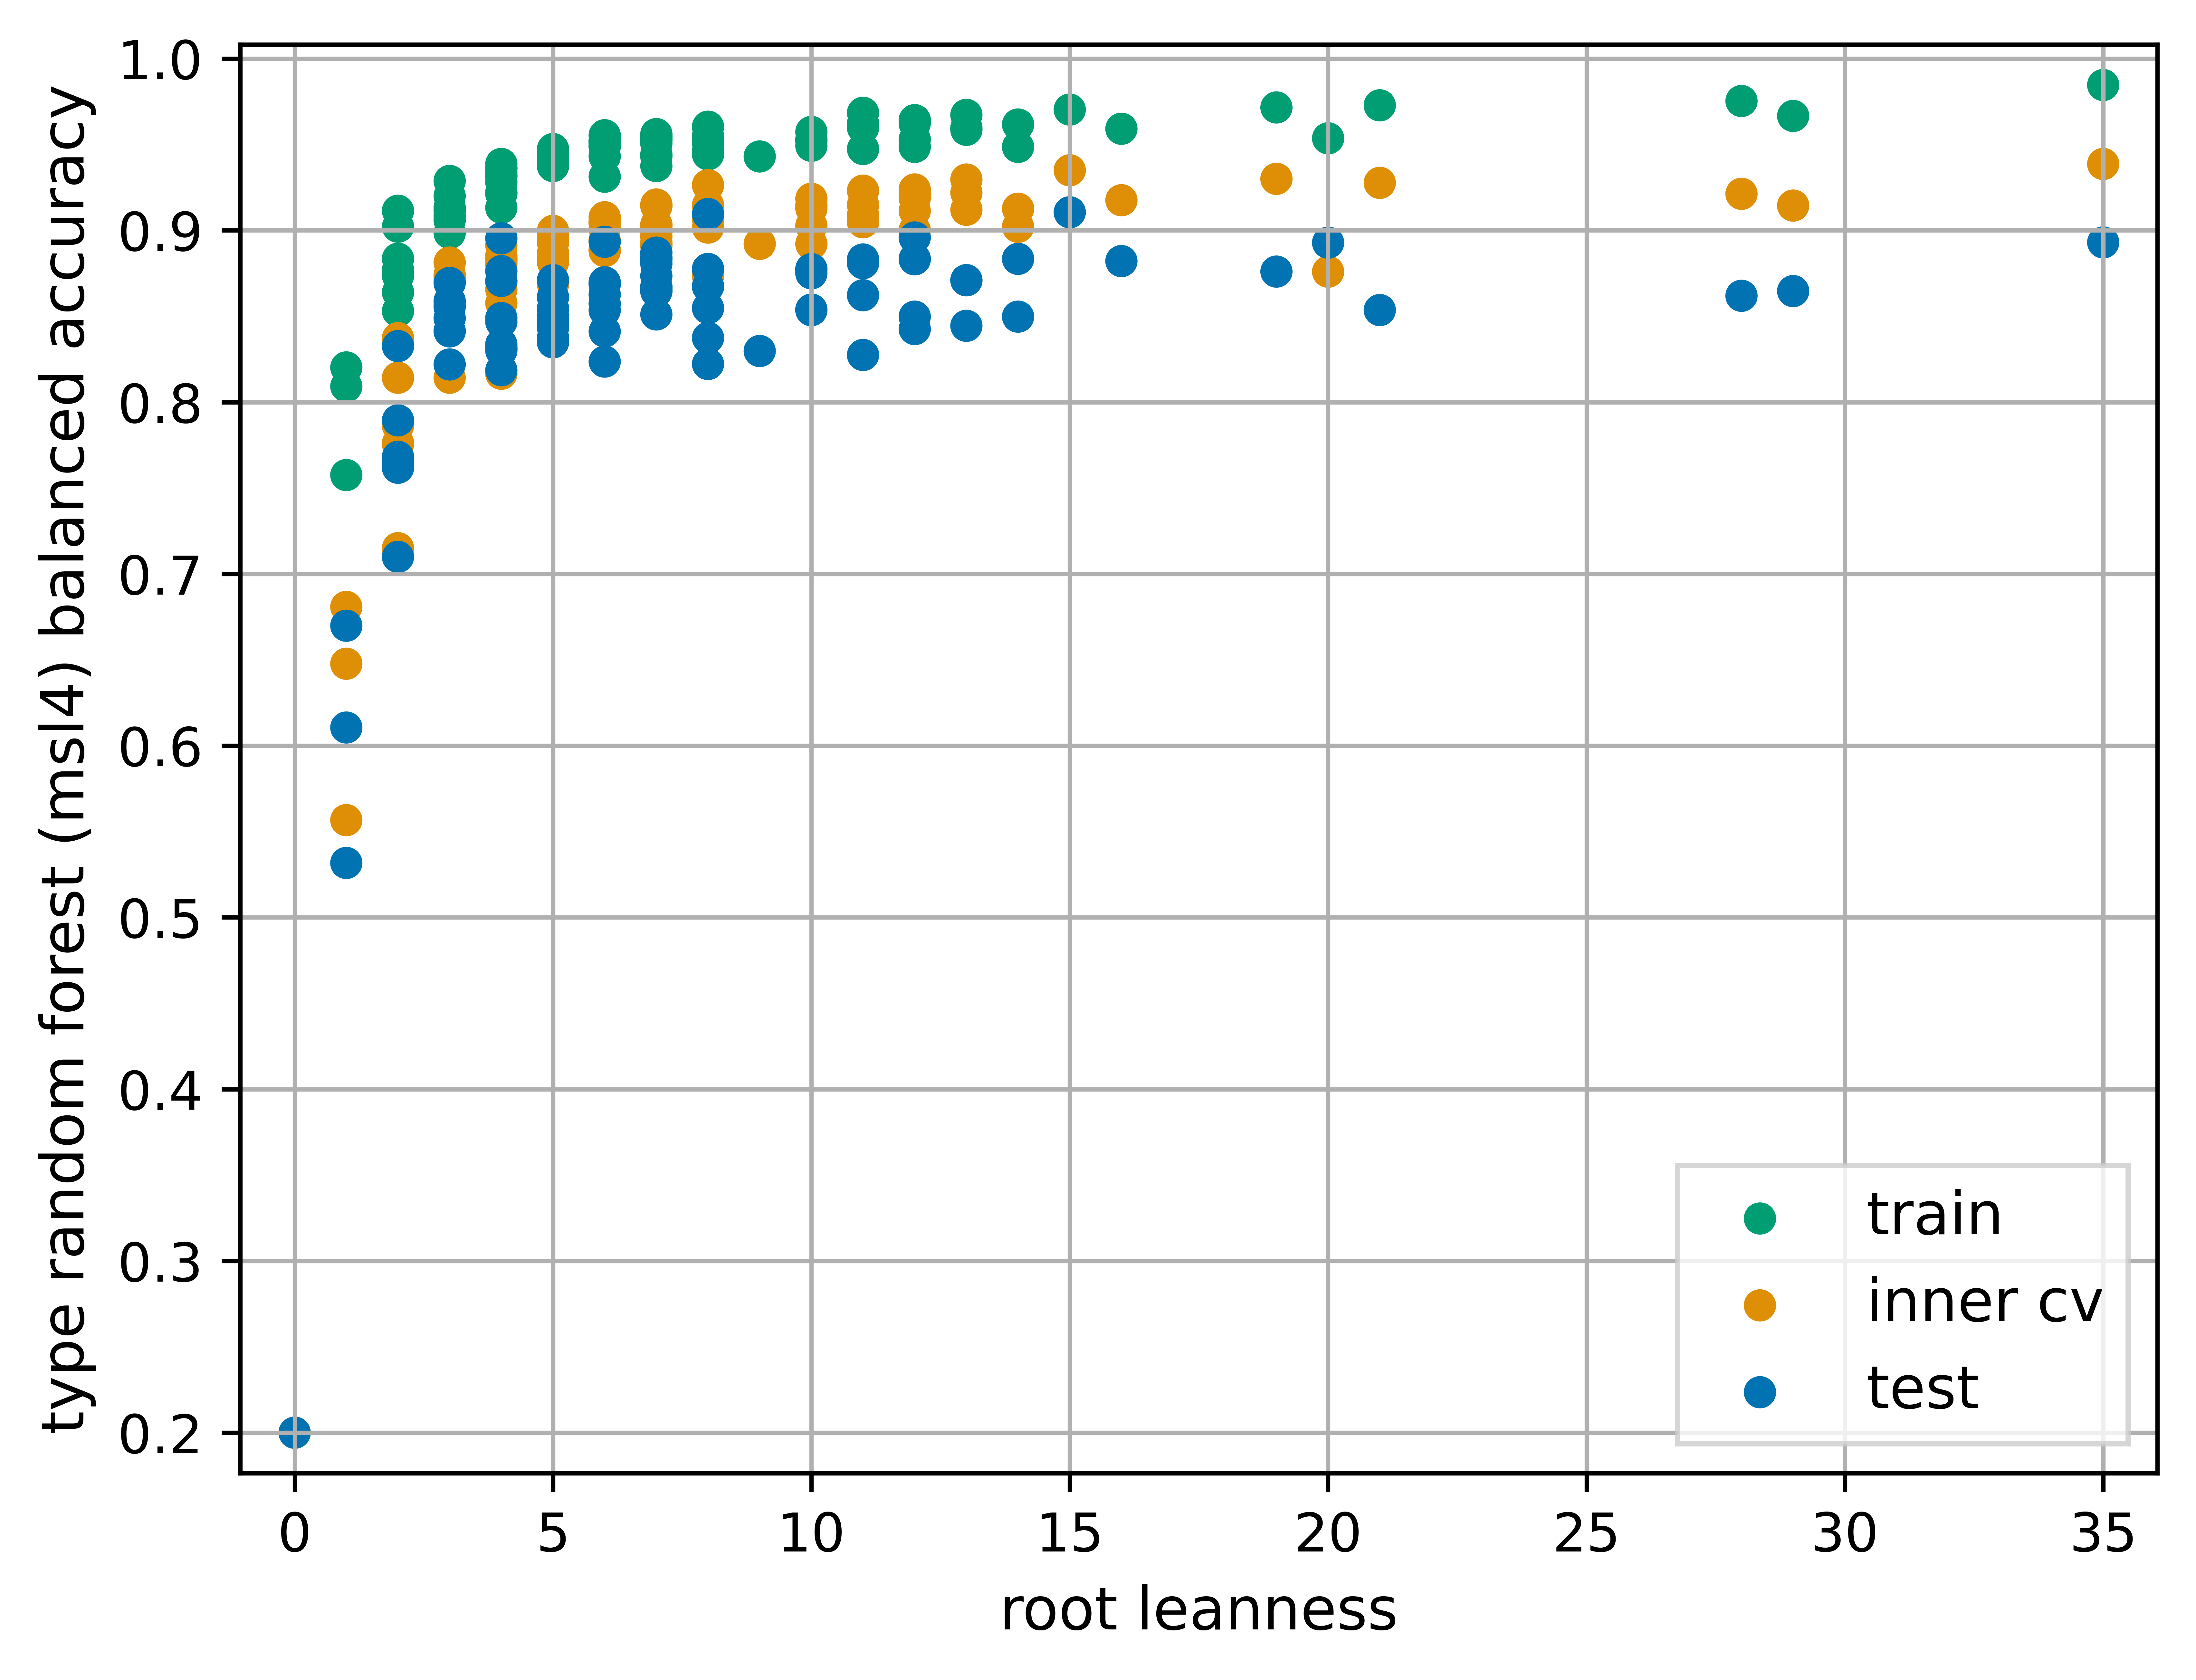 type random forest (msl4) balanced accuracy
1.0
0.9
0.8
0.7
0.6
0.5
0.4
0.3
0.2
train
inner cv
test
0 5 10 15 20 25 30 35
root leanness